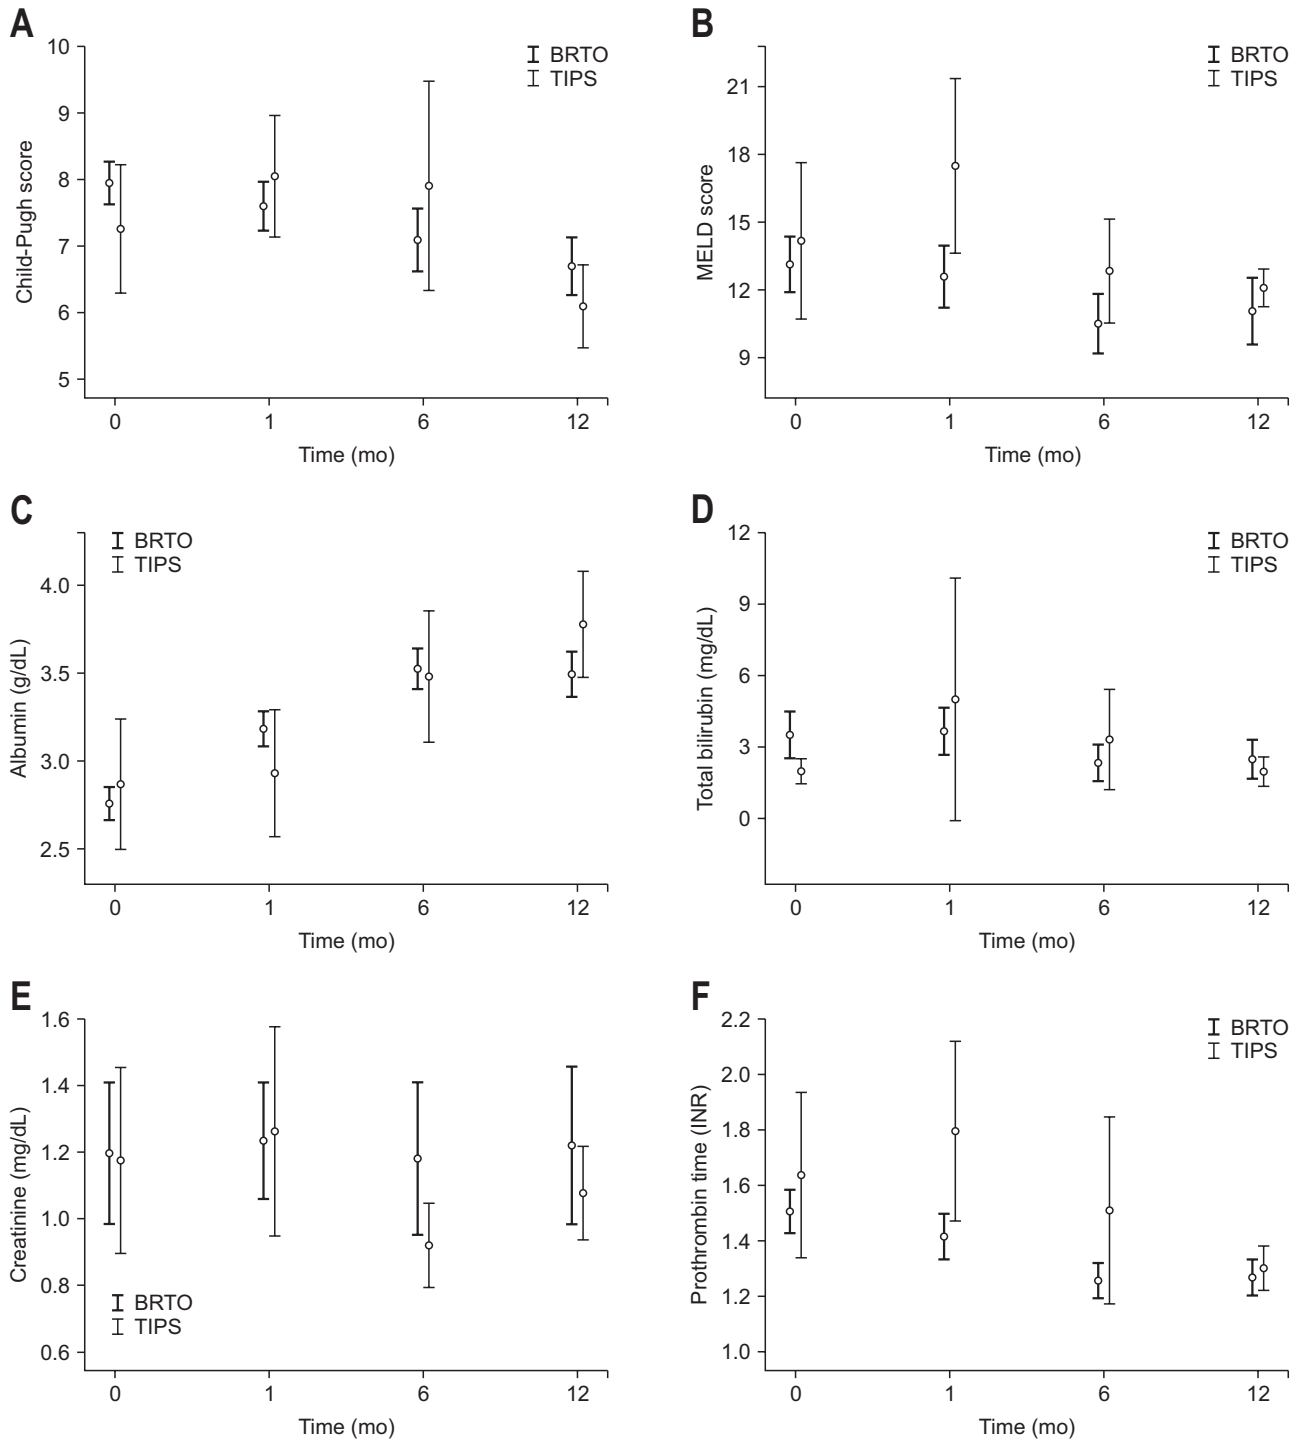 A
Child-Pugh score
10
9
8
7
6
5
BRTO
TIPS
0 1 6 12
Time (mo)
B
MELD score
21
18
15
12
9
BRTO
TIPS
0 1 6 12
Time (mo)
C
Albumin (g/dL)
4.0
3.5
3.0
2.5
BRTO
TIPS
0 1 6 12
Time (mo)
D
Total bilirubin (mg/dL)
12
9
6
3
0
BRTO
TIPS
0 1 6 12
Time (mo)
E
Creatinine (mg/dL)
1.6
1.4
1.2
1.0
0.8
0.6
BRTO
TIPS
0 1 6 12
Time (mo)
F
Prothrombin time (INR)
2.2
2.0
1.8
1.6
1.4
1.2
1.0
BRTO
TIPS
0 1 6 12
Time (mo)